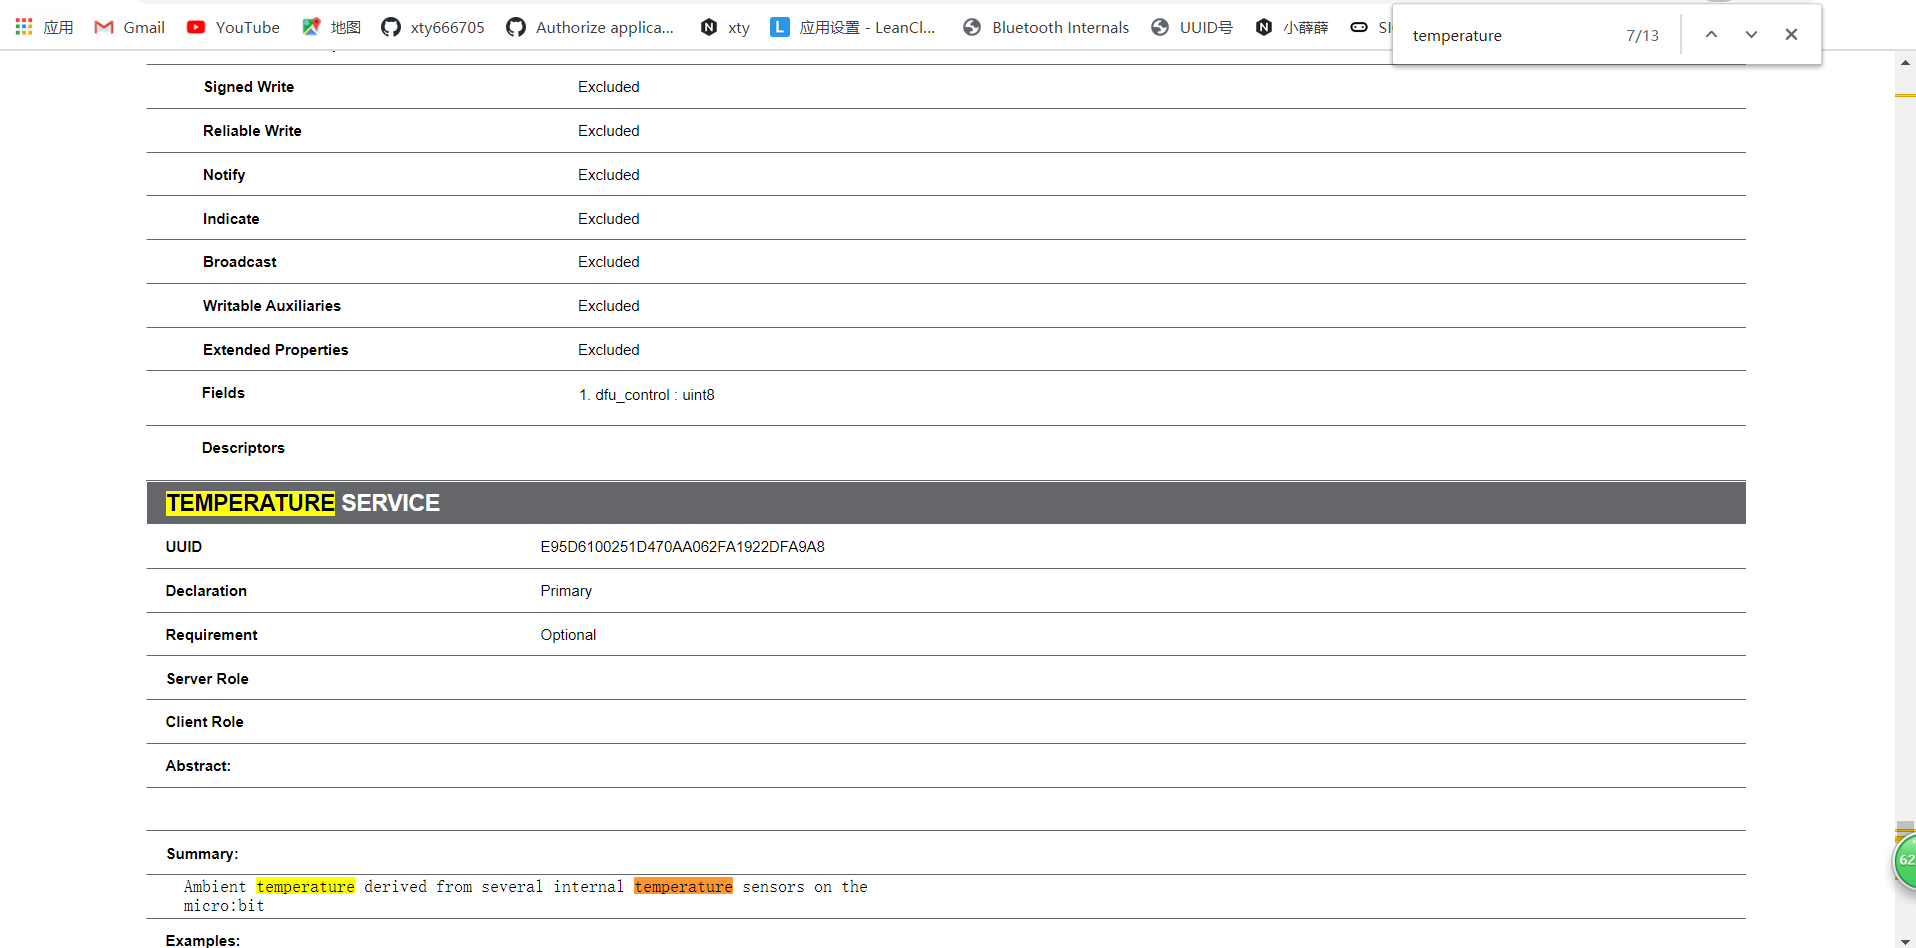 应用 Gmail YouTube 地图 xty666705 Authorize applica... xty L 应用设置 - LeanCl... Bluetooth Internals UUID号 小薛薛
temperature 7/13
Signed Write Excluded
Reliable Write Excluded
Notify Excluded
Indicate Excluded
Broadcast Excluded
Writable Auxiliaries Excluded
Extended Properties Excluded
Fields 1. dfu_control : uint8
Descriptors
TEMPERATURE SERVICE
UUID E95D6100251D470AA062FA1922DFA9A8
Declaration Primary
Requirement Optional
Server Role
Client Role
Abstract:
Summary:
Ambient temperature derived from several internal temperature sensors on the
micro:bit
62
Examples: